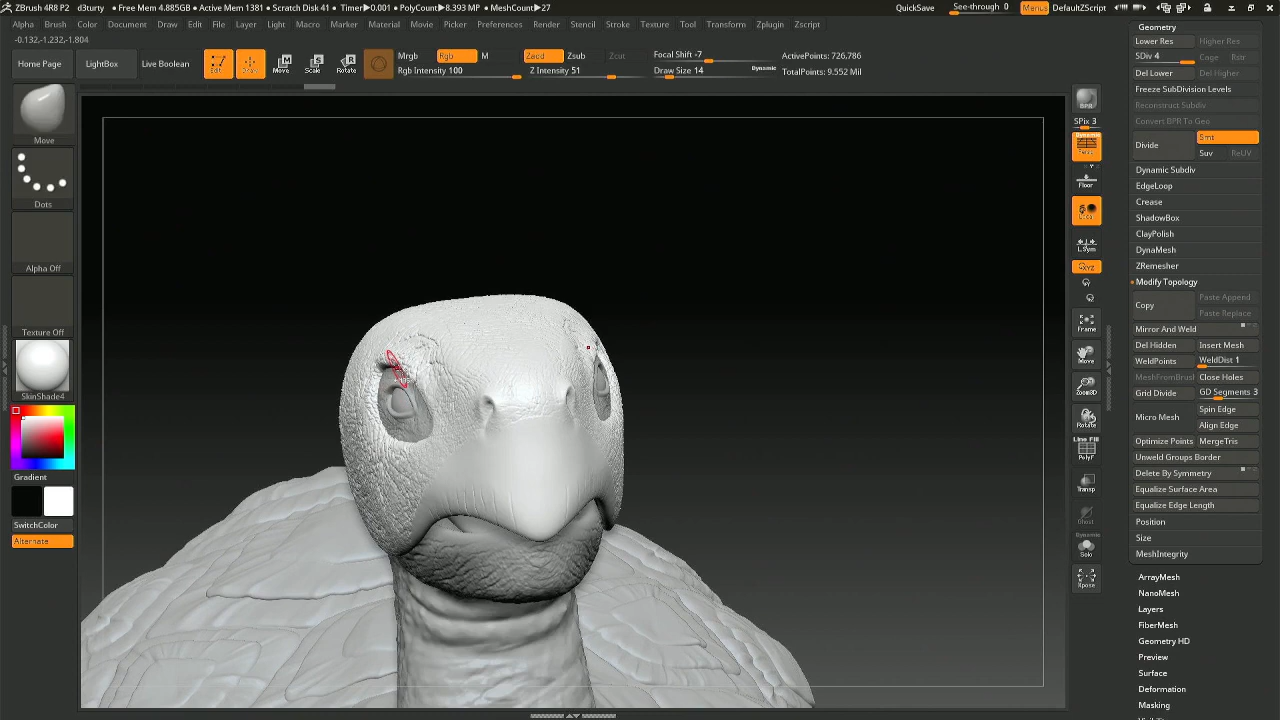 ZBrush 4R8 P2   d3turty   • Free Mem 4.885GB • Active Mem 1381 • Scratch Disk 41 • Timer▶0.001 • PolyCount▶8.393 MP • MeshCount▶27   QuickSave   See-through 0   Menus   DefaultZScript
Alpha   Brush   Color   Document   Draw   Edit   File   Layer   Light   Macro   Marker   Material   Movie   Picker   Preferences   Render   Stencil   Stroke   Texture   Tool   Transform   Zplugin   Zscript
-0.132,-1.232,-1.804
Home Page   LightBox   Live Boolean   Edit   Draw   Move   Scale   Rotate
Mrgb   Rgb   M   Zadd   Zsub   Zcut   Focal Shift -7   ActivePoints: 726,786
Rgb Intensity 100   Z Intensity 51   Draw Size 14   Dynamic   TotalPoints: 9.552 Mil
Move
Dots
Alpha Off
Texture Off
SkinShade4
Gradient
SwitchColor
Alternate
BPR
SPix 3
Dynamic
Persp
Floor
Local
L.Sym
XYZ
Frame
Move
Zoom3D
Rotate
Line Fill
PolyF
Transp
Ghost
Dynamic
Solo
Xpose
Geometry
Lower Res   Higher Res
SDiv 4   Cage   Rstr
Del Lower   Del Higher
Freeze SubDivision Levels
Reconstruct Subdiv
Convert BPR To Geo
Divide   Smt
Suv   ReUV
Dynamic Subdiv
EdgeLoop
Crease
ShadowBox
ClayPolish
DynaMesh
ZRemesher
Modify Topology
Copy   Paste Append
Paste Replace
Mirror And Weld
Del Hidden   Insert Mesh
WeldPoints   WeldDist 1
MeshFromBrush   Close Holes
Grid Divide   GD Segments 3
Micro Mesh   Spin Edge
Align Edge
Optimize Points   MergeTris
Unweld Groups Border
Delete By Symmetry
Equalize Surface Area
Equalize Edge Length
Position
Size
MeshIntegrity
ArrayMesh
NanoMesh
Layers
FiberMesh
Geometry HD
Preview
Surface
Deformation
Masking